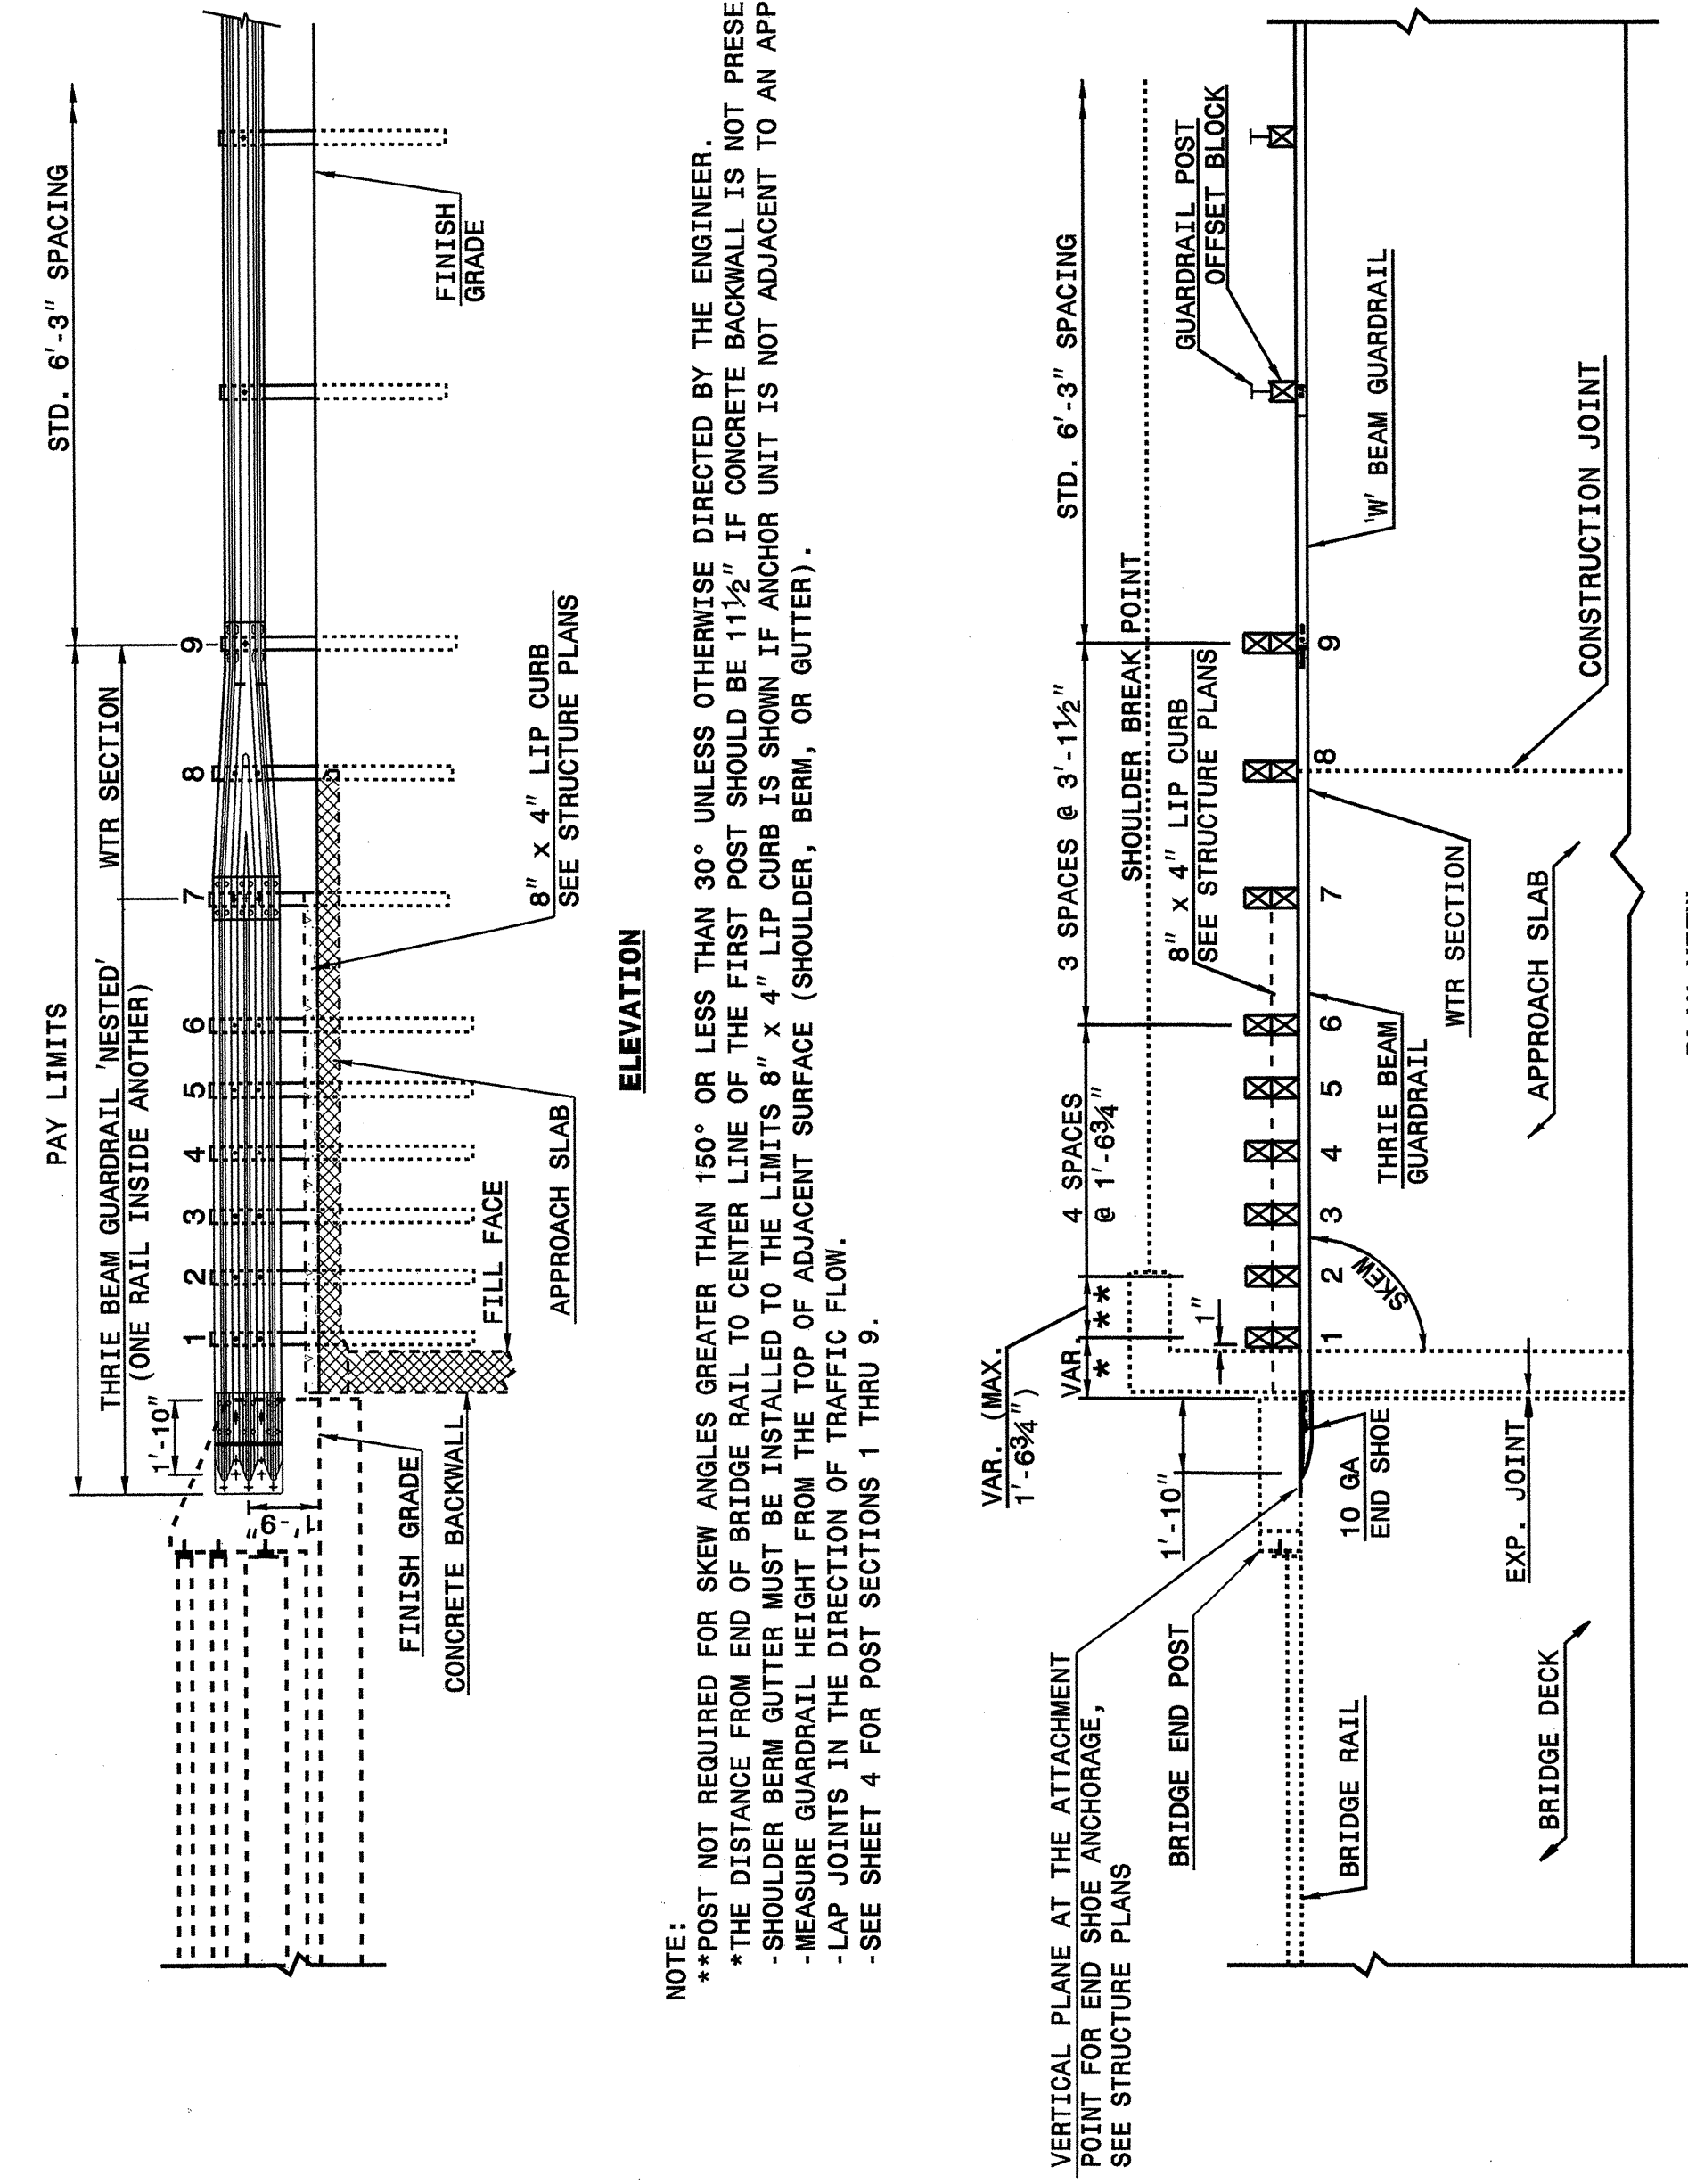 PAY LIMITS
STD. 6'-3" SPACING
THRIE BEAM GUARDRAIL 'NESTED'
(ONE RAIL INSIDE ANOTHER)
WTR SECTION
1'-10"
1
2
3
4
5
6
7
8
9
1'-9"
FINISH GRADE
CONCRETE BACKWALL
FILL FACE
APPROACH SLAB
8" x 4" LIP CURB
SEE STRUCTURE PLANS
FINISH
GRADE
ELEVATION
NOTE:
**POST NOT REQUIRED FOR SKEW ANGLES GREATER THAN 150° OR LESS THAN 30° UNLESS OTHERWISE DIRECTED BY THE ENGINEER.
*THE DISTANCE FROM END OF BRIDGE RAIL TO CENTER LINE OF THE FIRST POST SHOULD BE 11½" IF CONCRETE BACKWALL IS NOT PRESE
-SHOULDER BERM GUTTER MUST BE INSTALLED TO THE LIMITS 8" x 4" LIP CURB IS SHOWN IF ANCHOR UNIT IS NOT ADJACENT TO AN APP
-MEASURE GUARDRAIL HEIGHT FROM THE TOP OF ADJACENT SURFACE (SHOULDER, BERM, OR GUTTER).
-LAP JOINTS IN THE DIRECTION OF TRAFFIC FLOW.
-SEE SHEET 4 FOR POST SECTIONS 1 THRU 9.
VAR. (MAX.
1'-6¾")
VERTICAL PLANE AT THE ATTACHMENT
POINT FOR END SHOE ANCHORAGE,
SEE STRUCTURE PLANS
1'-10"
VAR.
*
**
4 SPACES
@ 1'-6¾"
3 SPACES @ 3'-1½"
STD. 6'-3" SPACING
SHOULDER BREAK POINT
8" x 4" LIP CURB
SEE STRUCTURE PLANS
GUARDRAIL POST
OFFSET BLOCK
BRIDGE END POST
1"
1
2
3
4
5
6
7
8
9
10 GA
END SHOE
SKEW
THRIE BEAM
GUARDRAIL
WTR SECTION
'W' BEAM GUARDRAIL
BRIDGE RAIL
EXP. JOINT
BRIDGE DECK
APPROACH SLAB
CONSTRUCTION JOINT